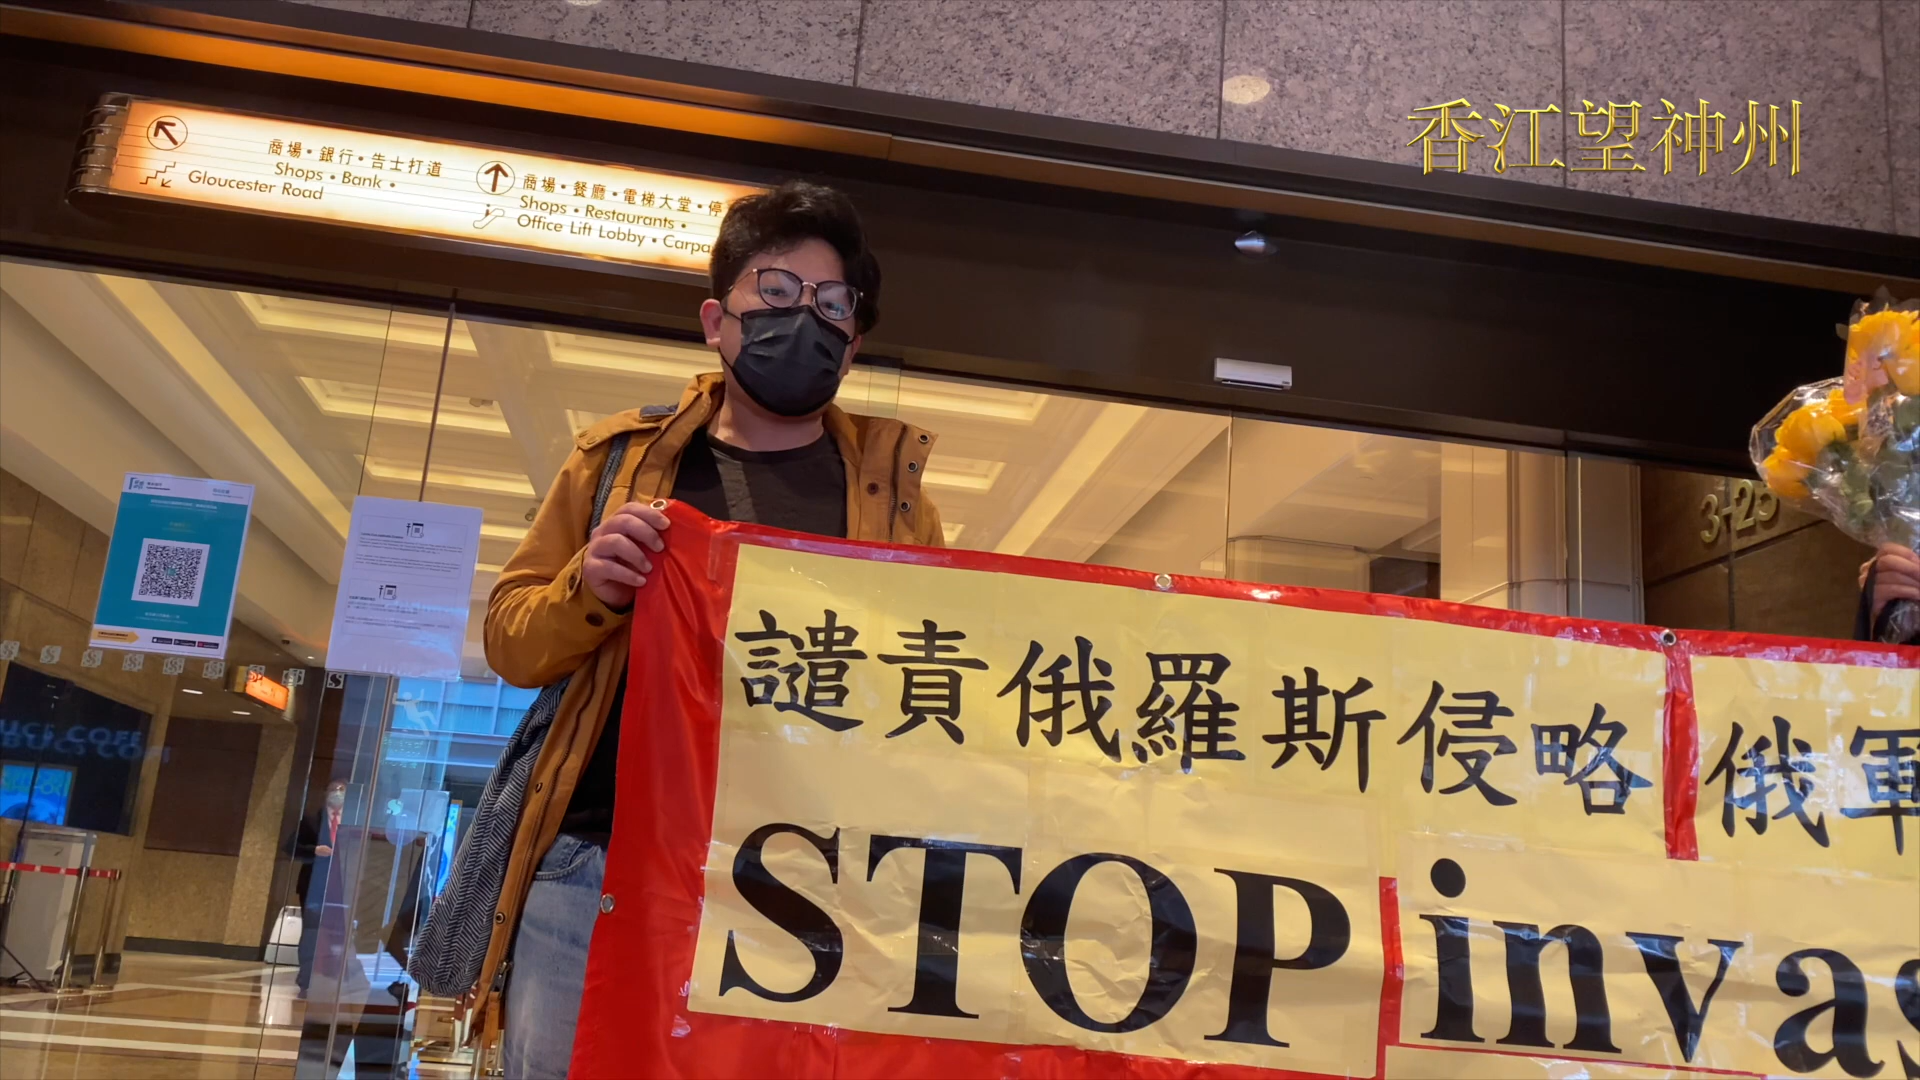 香江望神州
商場・銀行・告士打道
Shops • Bank •
Gloucester Road
商場・餐廳・電梯大堂・停
Shops • Restaurants •
Office Lift Lobby • Carpa
3-25
譴責俄羅斯侵略
俄軍
STOP invas